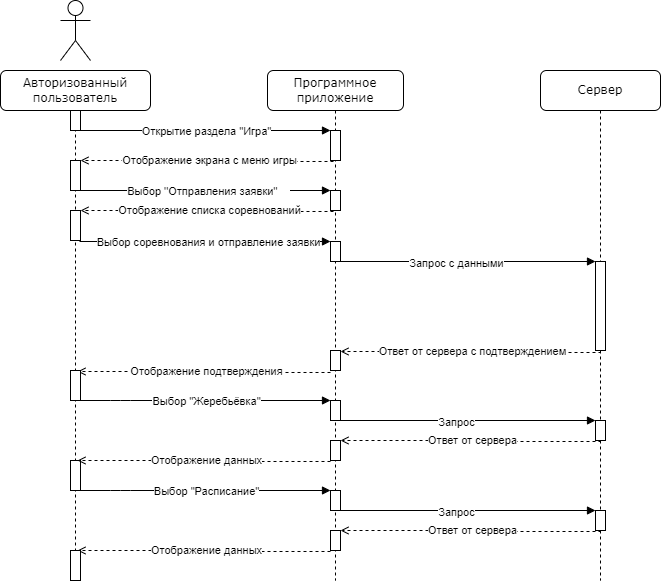 Авторизованный
пользователь
Программное
приложение
Сервер
Открытие раздела "Игра"
Отображение экрана с меню игры
Выбор "Отправления заявки"
Отображение списка соревнований
Выбор соревнования и отправление заявки
Запрос с данными
Ответ от сервера с подтверждением
Отображение подтверждения
Выбор "Жеребьёвка"
Запрос
Ответ от сервера
Отображение данных
Выбор "Расписание"
Запрос
Ответ от сервера
Отображение данных